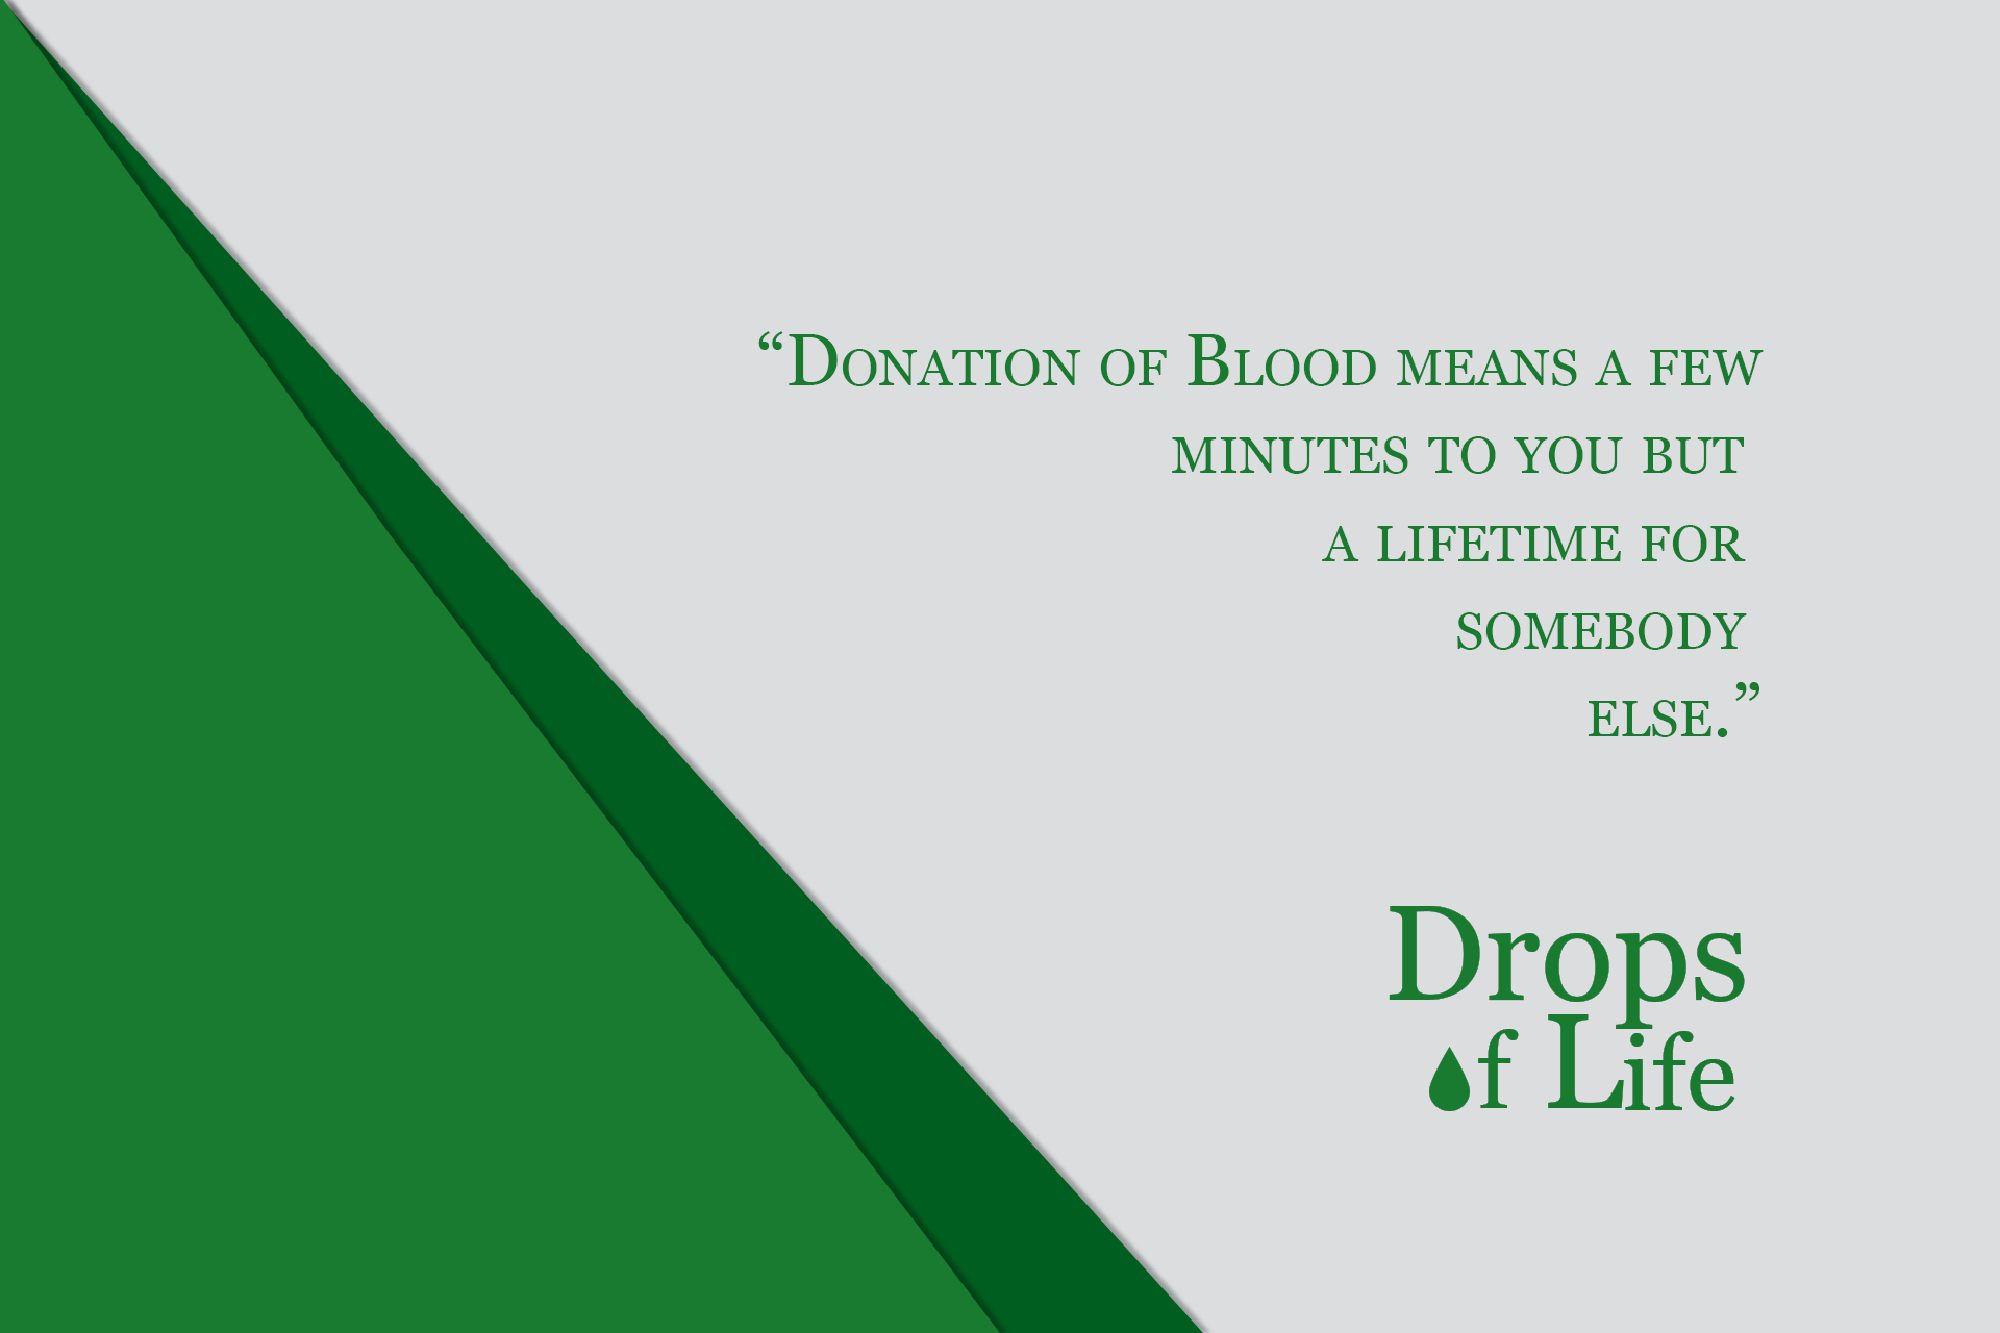 “Donation of Blood means a few
minutes to you but
a lifetime for
somebody
else.”
Drops
of Life